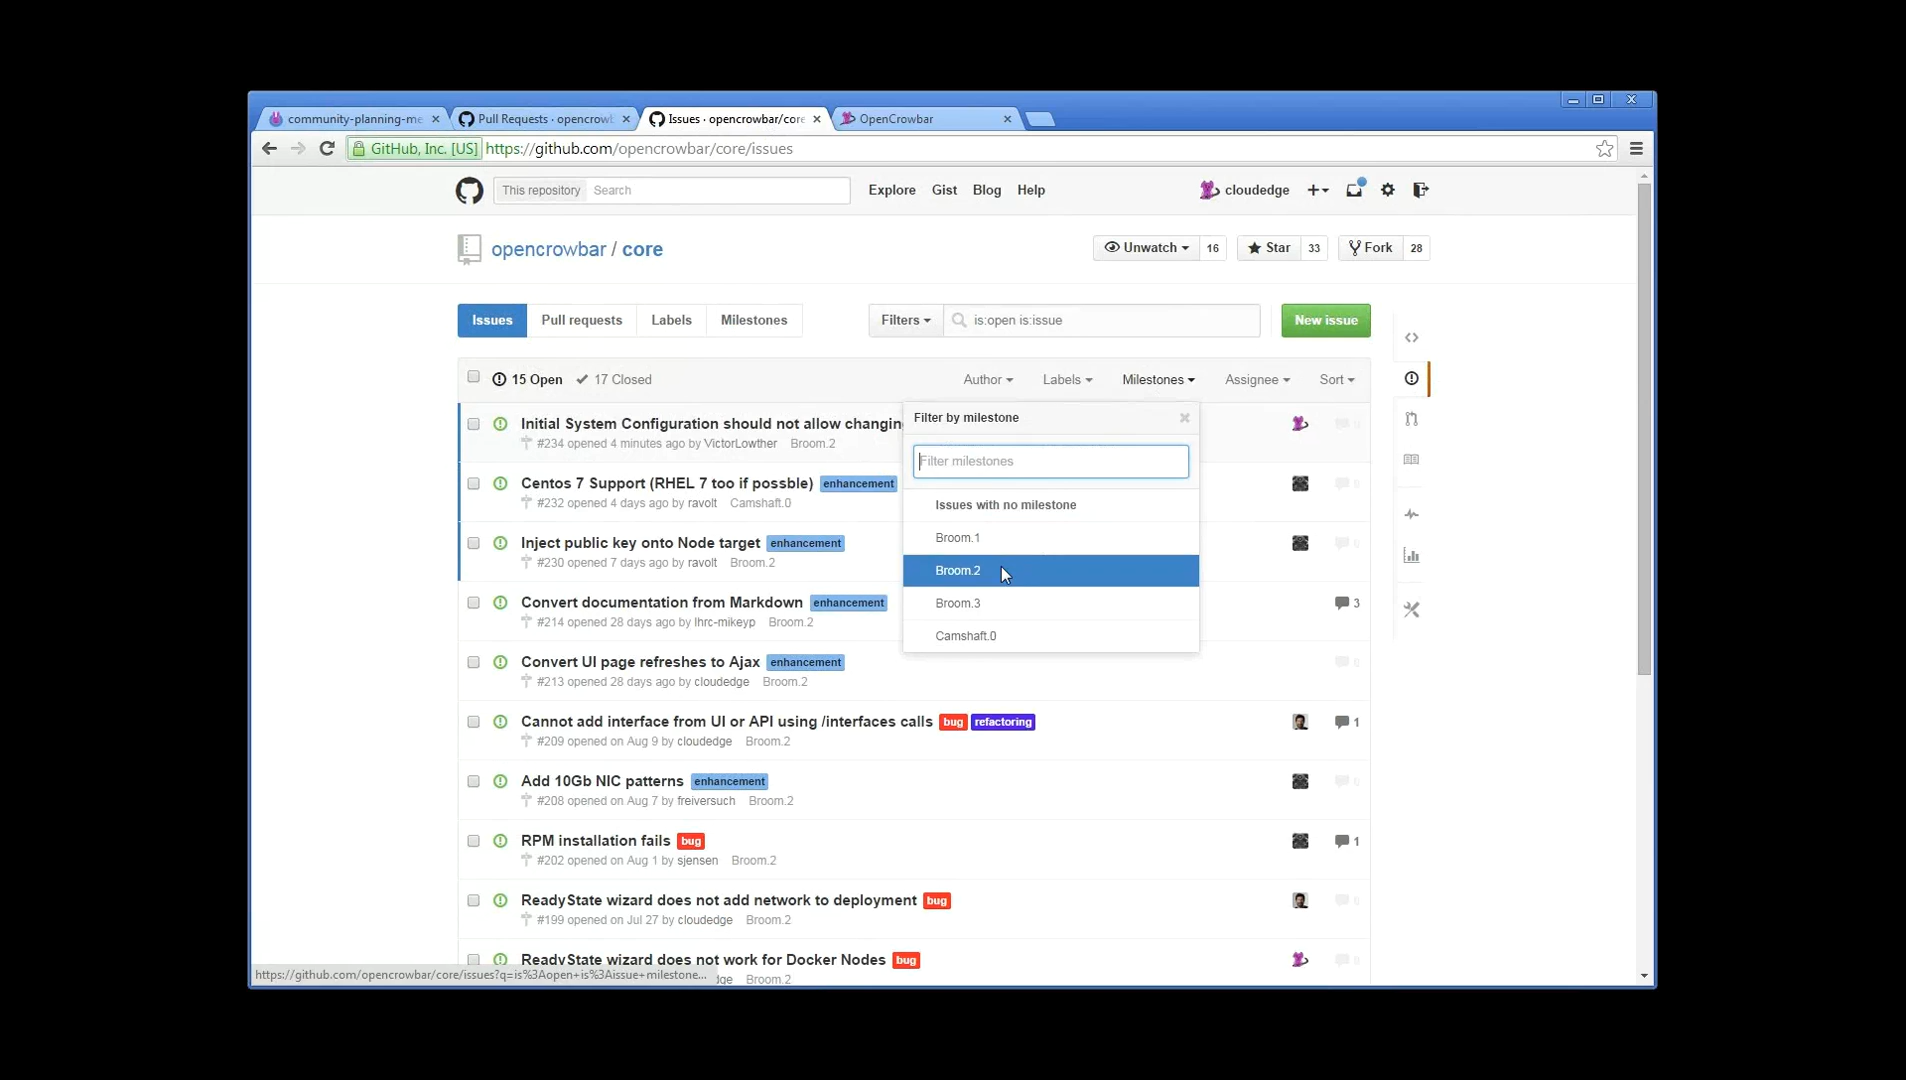 community-planning-me
Pull Requests · opencrowb
Issues · opencrowbar/core
OpenCrowbar
GitHub, Inc. [US] https://github.com/opencrowbar/core/issues
This repository Search Explore Gist Blog Help cloudedge
opencrowbar / core Unwatch 16 Star 33 Fork 28
Issues Pull requests Labels Milestones Filters is:open is:issue New issue
15 Open 17 Closed Author Labels Milestones Assignee Sort
Initial System Configuration should not allow changing
#234 opened 4 minutes ago by VictorLowther Broom.2
Centos 7 Support (RHEL 7 too if possble) enhancement
#232 opened 4 days ago by ravolt Camshaft.0
Inject public key onto Node target enhancement
#230 opened 7 days ago by ravolt Broom.2
Convert documentation from Markdown enhancement 3
#214 opened 28 days ago by lhrc-mikeyp Broom.2
Convert UI page refreshes to Ajax enhancement 0
#213 opened 28 days ago by cloudedge Broom.2
Cannot add interface from UI or API using /interfaces calls bug refactoring 1
#209 opened on Aug 9 by cloudedge Broom.2
Add 10Gb NIC patterns enhancement 0
#208 opened on Aug 7 by freiversuch Broom.2
RPM installation fails bug 1
#202 opened on Aug 1 by sjensen Broom.2
ReadyState wizard does not add network to deployment bug 0
#199 opened on Jul 27 by cloudedge Broom.2
ReadyState wizard does not work for Docker Nodes bug 0
dge Broom.2
Filter by milestone
Filter milestones
Issues with no milestone
Broom.1
Broom.2
Broom.3
Camshaft.0
https://github.com/opencrowbar/core/issues?q=is%3Aopen+is%3Aissue+milestone...